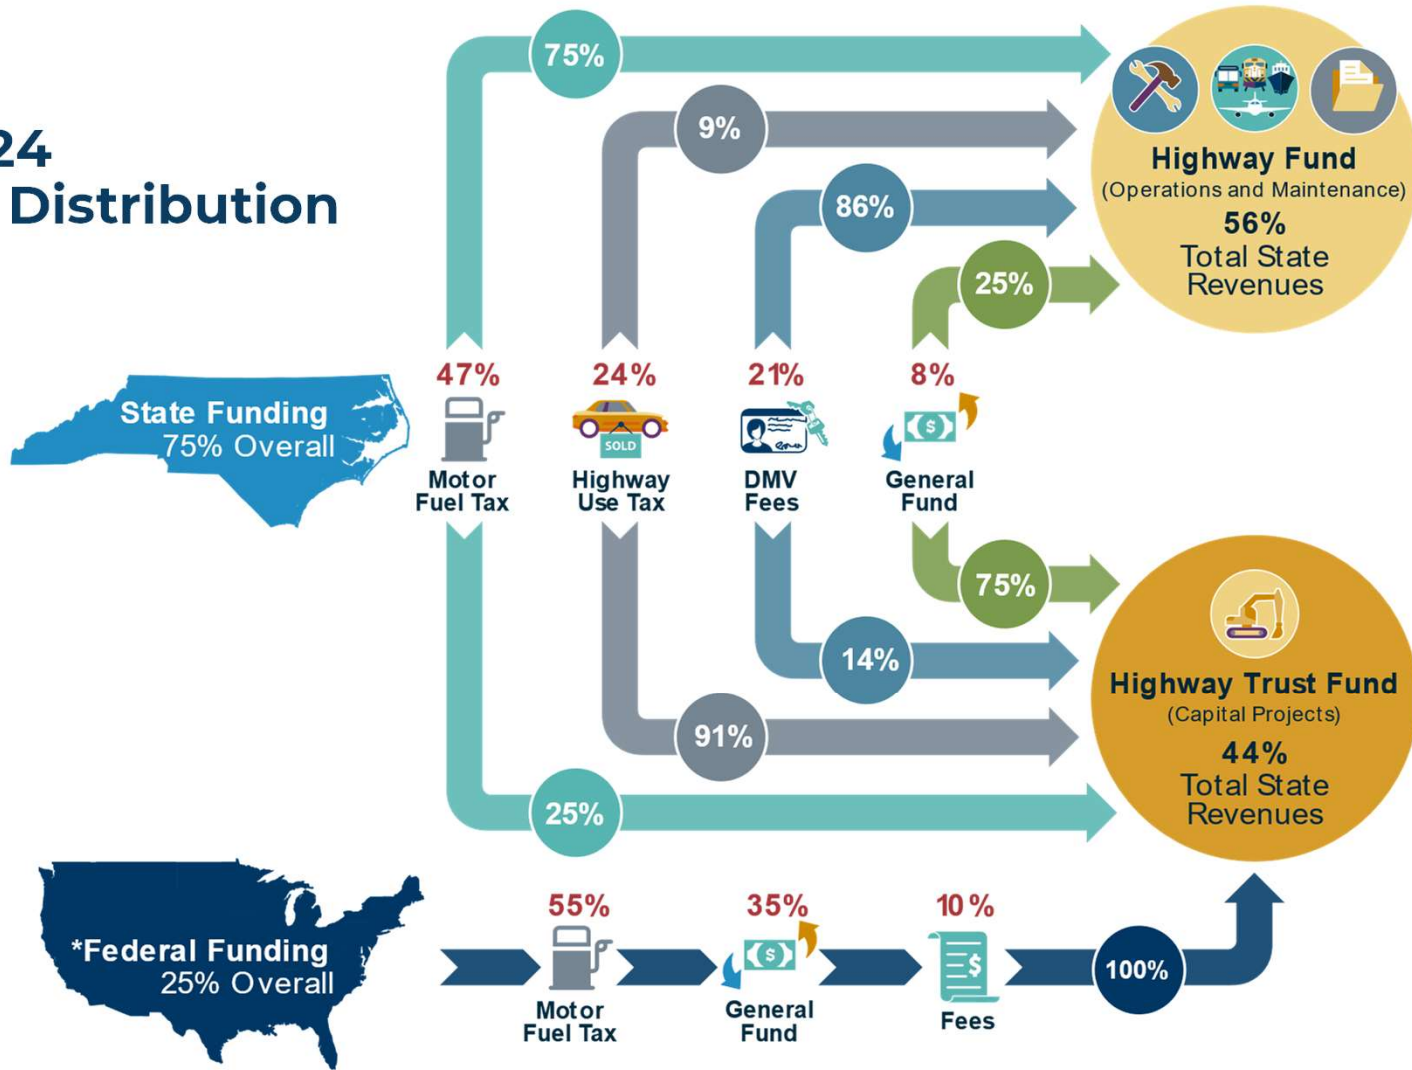 24
Distribution
75%
9%
86%
25%
Highway Fund
(Operations and Maintenance)
56%
Total State
Revenues
State Funding
75% Overall
47%
Motor
Fuel Tax
24%
SOLD
Highway
Use Tax
21%
DMV
Fees
8%
$
General
Fund
75%
14%
91%
25%
Highway Trust Fund
(Capital Projects)
44%
Total State
Revenues
*Federal Funding
25% Overall
55%
Motor
Fuel Tax
35%
$
General
Fund
10%
$
Fees
100%